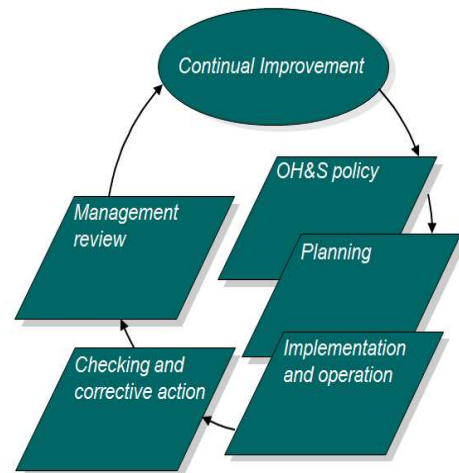 Continual Improvement
OH&S policy
Planning
Implementation
and operation
Checking and
corrective action
Management
review